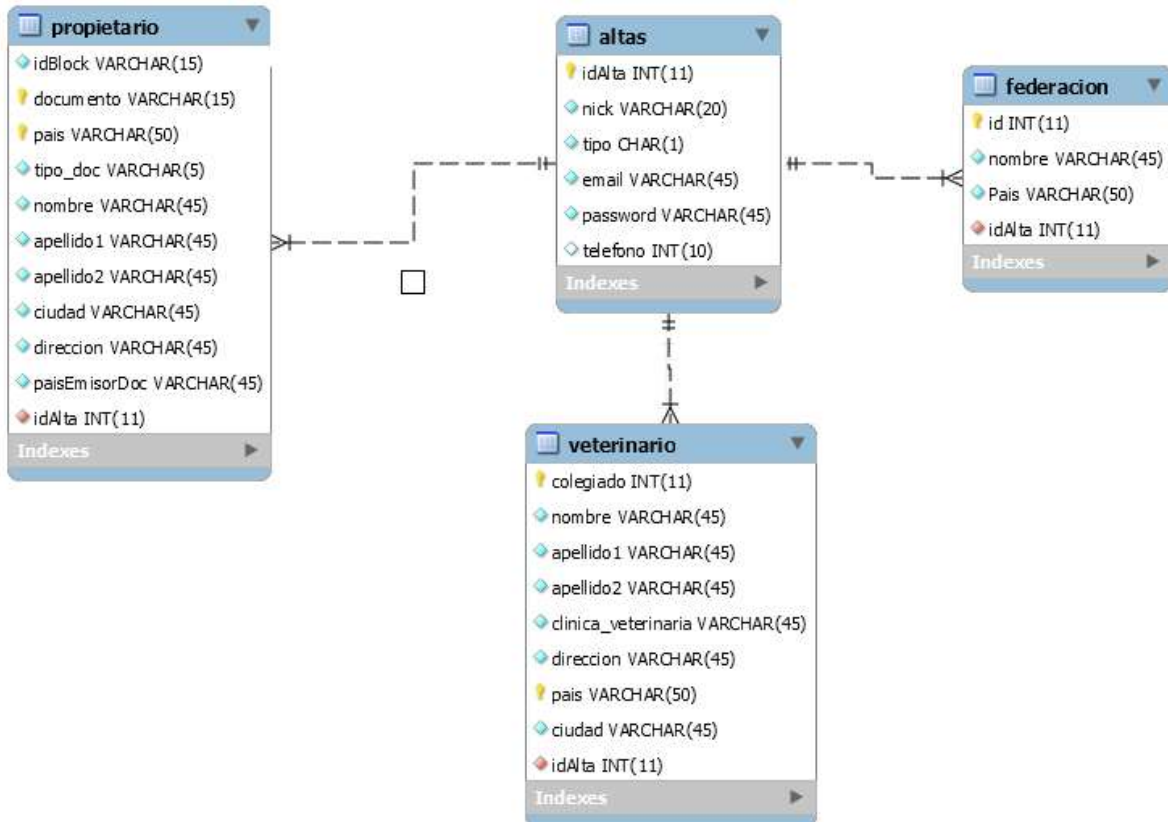 propietario
idBlock VARCHAR(15)
documento VARCHAR(15)
pais VARCHAR(50)
tipo_doc VARCHAR(5)
nombre VARCHAR(45)
apellido1 VARCHAR(45)
apellido2 VARCHAR(45)
ciudad VARCHAR(45)
direccion VARCHAR(45)
paisEmisorDoc VARCHAR(45)
idAlta INT(11)
Indexes
altas
idAlta INT(11)
nick VARCHAR(20)
tipo CHAR(1)
email VARCHAR(45)
password VARCHAR(45)
telefono INT(10)
Indexes
federacion
id INT(11)
nombre VARCHAR(45)
Pais VARCHAR(50)
idAlta INT(11)
Indexes
veterinario
colegiado INT(11)
nombre VARCHAR(45)
apellido1 VARCHAR(45)
apellido2 VARCHAR(45)
clinica_veterinaria VARCHAR(45)
direccion VARCHAR(45)
pais VARCHAR(50)
ciudad VARCHAR(45)
idAlta INT(11)
Indexes